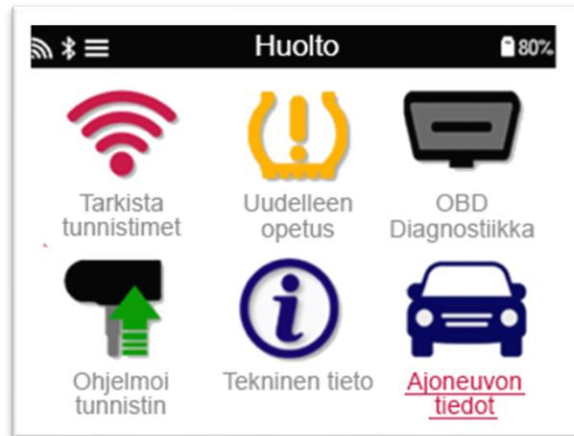 Huolto
80%
Tarkista
tunnistimet
Uudelleen
opetus
OBD
Diagnostiikka
Ohjelmoi
tunnistin
Tekninen tieto
Ajoneuvon
tiedot